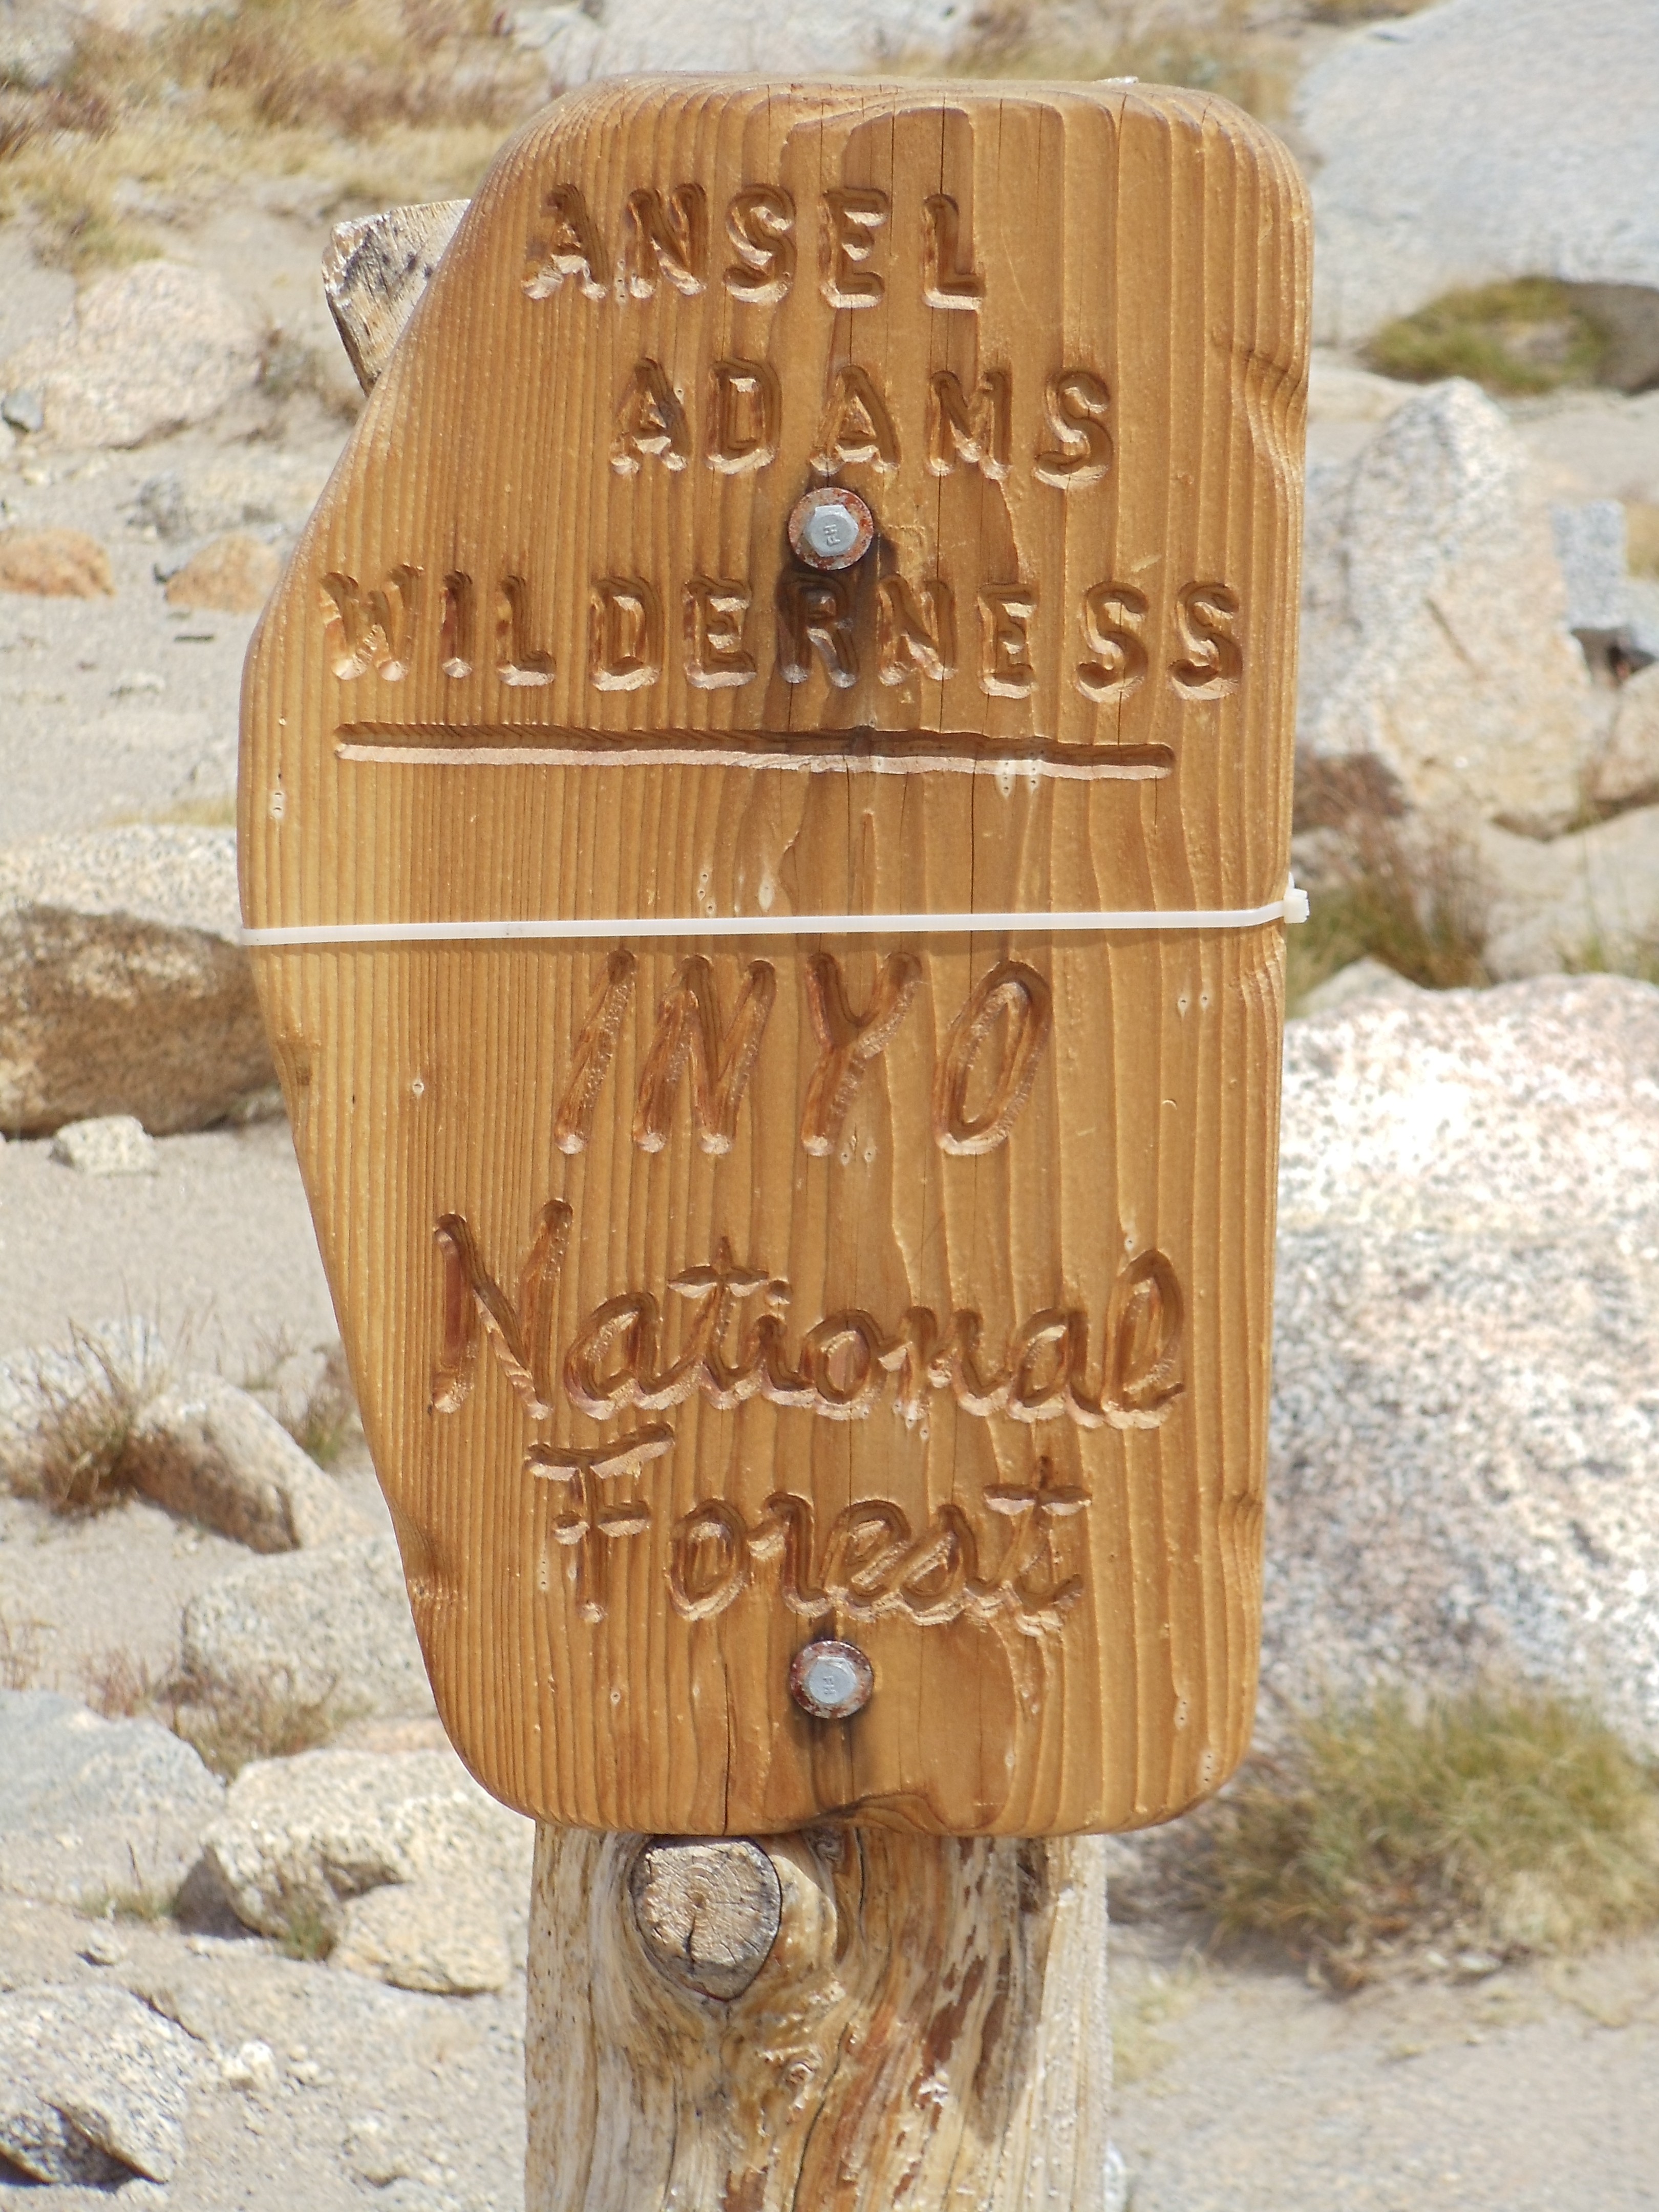 ANSEL
ADAMS
WILDERNESS
INYO
National
Forest